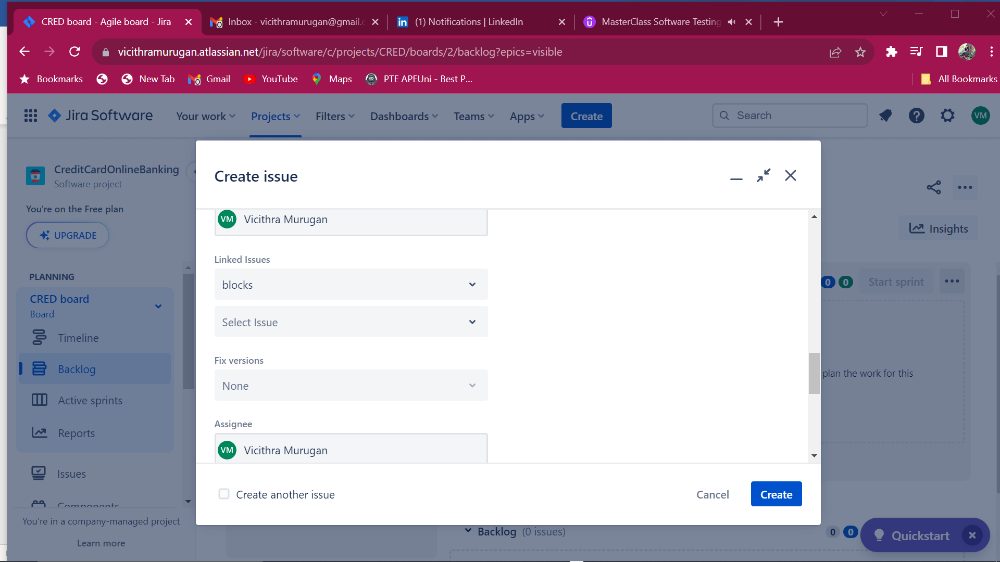 CRED board - Agile board - Jira
Inbox - vicithramurugan@gmail.c
(1) Notifications | LinkedIn
MasterClass Software Testing
vicithramurugan.atlassian.net/jira/software/c/projects/CRED/boards/2/backlog?epics=visible
Bookmarks
New Tab
Gmail
YouTube
Maps
PTE APEUni - Best P...
All Bookmarks
Jira Software
Your work
Projects
Filters
Dashboards
Teams
Apps
Create
Search
VM
CreditCardOnlineBanking
Software project
You're on the Free plan
UPGRADE
PLANNING
CRED board
Board
Timeline
Backlog
Active sprints
Reports
Issues
Components
You're in a company-managed project
Learn more
Create issue
VM Vicithra Murugan
Linked Issues
blocks
Select Issue
Fix versions
None
Assignee
VM Vicithra Murugan
Create another issue
Cancel
Create
Insights
0 0 Start sprint
plan the work for this
Backlog (0 issues)
0 0
Quickstart